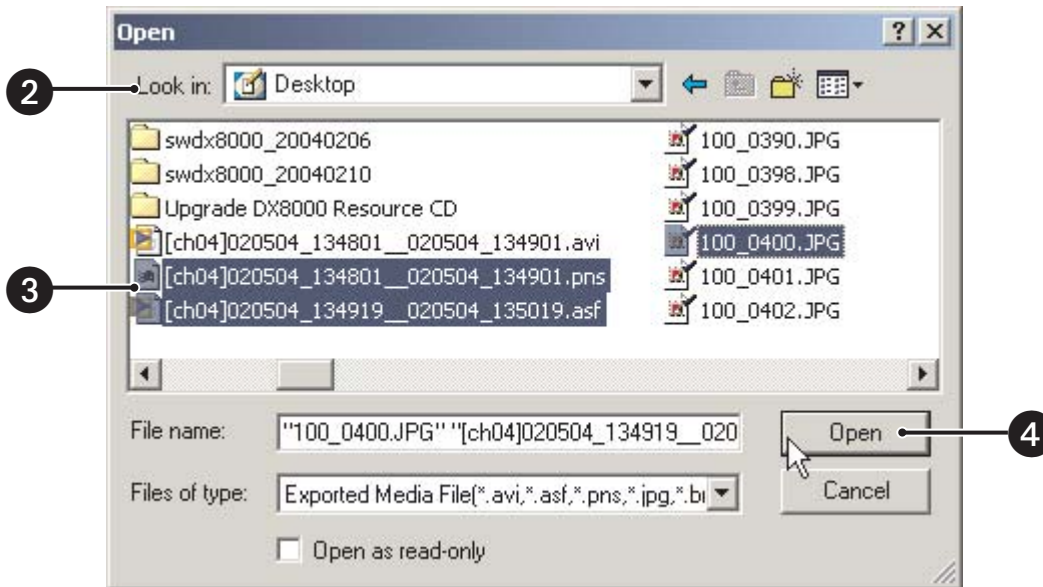 Open
2 Look in: Desktop
swdx8000_20040206
swdx8000_20040210
Upgrade DX8000 Resource CD
[ch04]020504_134801__020504_134901.avi
3 [ch04]020504_134801__020504_134901.pns
[ch04]020504_134919__020504_135019.asf
100_0390.JPG
100_0398.JPG
100_0399.JPG
100_0400.JPG
100_0401.JPG
100_0402.JPG
File name: "100_0400.JPG" "[ch04]020504_134919__020
Open 4
Files of type: Exported Media File(*.avi,*.asf,*.pns,*.jpg,*.b
Cancel
Open as read-only